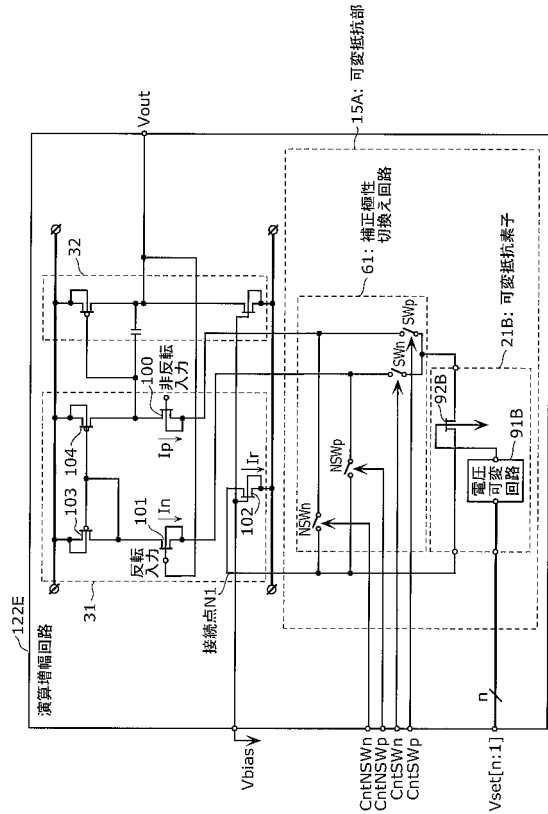 122E
演算増幅回路
31
103
104
反転
入力
101
In
Ip
100
非反転
入力
32
Vout
接続点N1
102
Ir
Vbias
15A: 可変抵抗部
61: 補正極性
切換え回路
NSWn
NSWp
SWn
SWp
21B: 可変抵抗素子
92B
電圧
可変
回路
91B
CntNSWn
CntNSWp
CntSWn
CntSWp
n
Vset[n:1]